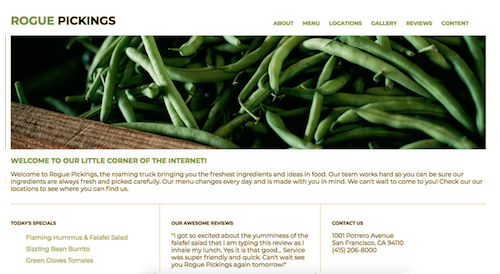 ROGUE PICKINGS
ABOUT MENU LOCATIONS GALLERY REVIEWS CONTENT
WELCOME TO OUR LITTLE CORNER OF THE INTERNET!
Welcome to Rogue Pickings, the roaming truck bringing you the freshest ingredients and ideas in food. Our team works hard so you can be sure our
ingredients are always fresh and picked carefully. Our menu changes every day and is made with you in mind. We can't wait to come to you! Check our our
locations to see where you can find us.
TODAY'S SPECIALS
Flaming Hummus & Falafel Salad
Sizzling Bean Burrito
Green Gloves Tomales
OUR AWESOME REVIEWS
"I got so excited about the yumminess of the
falafel salad that I am typing this review as I
inhale my lunch. Yes it is that good... Service
was super friendly and quick. Can't wait see
you Rogue Pickings again tomorrow!"
CONTACT US
1001 Potrero Avenue
San Francisco, CA 94110
(415) 206-8000